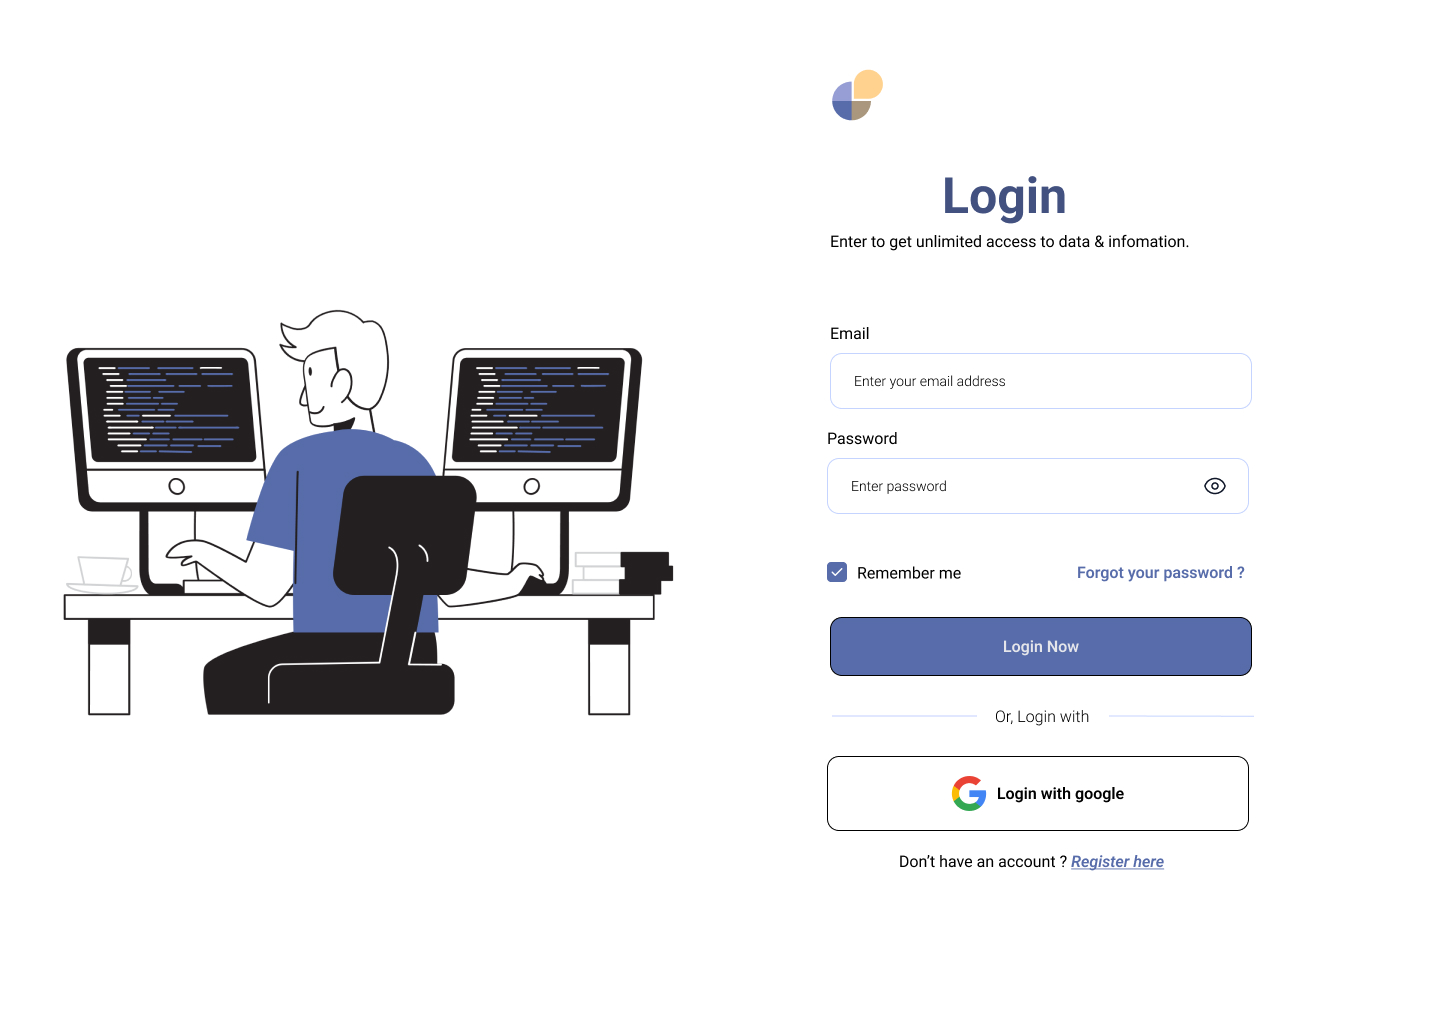 Login
Enter to get unlimited access to data & infomation.
Email
Enter your email address
Password
Enter password
Remember me
Forgot your password ?
Login Now
Or, Login with
Login with google
Don’t have an account ? Register here